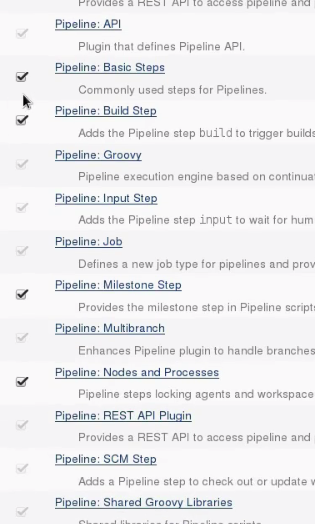 Provides a REST API to access pipeline and
Pipeline: API
Plugin that defines Pipeline API.
Pipeline: Basic Steps
Commonly used steps for Pipelines.
Pipeline: Build Step
Adds the Pipeline step build to trigger builds
Pipeline: Groovy
Pipeline execution engine based on continua
Pipeline: Input Step
Adds the Pipeline step input to wait for hum
Pipeline: Job
Defines a new job type for pipelines and prov
Pipeline: Milestone Step
Provides the milestone step in Pipeline scripts
Pipeline: Multibranch
Enhances Pipeline plugin to handle branches
Pipeline: Nodes and Processes
Pipeline steps locking agents and workspace
Pipeline: REST API Plugin
Provides a REST API to access pipeline and
Pipeline: SCM Step
Adds a Pipeline step to check out or update
Pipeline: Shared Groovy Libraries
Shared libraries for Pipeline scripts